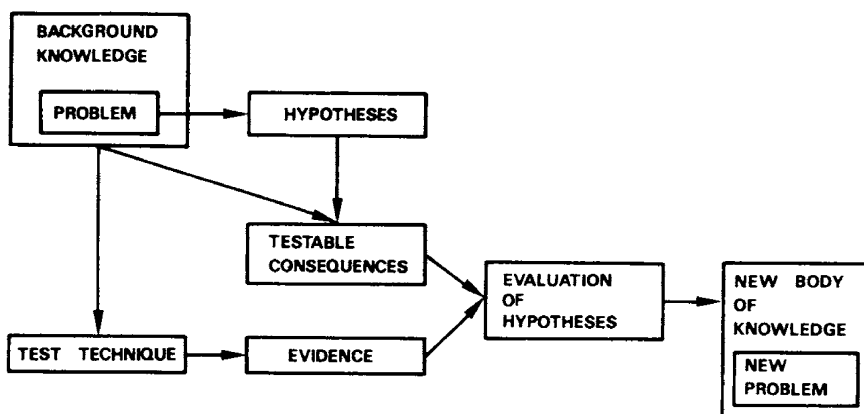 BACKGROUND
KNOWLEDGE
PROBLEM
HYPOTHESES
TESTABLE
CONSEQUENCES
TEST TECHNIQUE
EVIDENCE
EVALUATION
OF
HYPOTHESES
NEW BODY
OF
KNOWLEDGE
NEW
PROBLEM